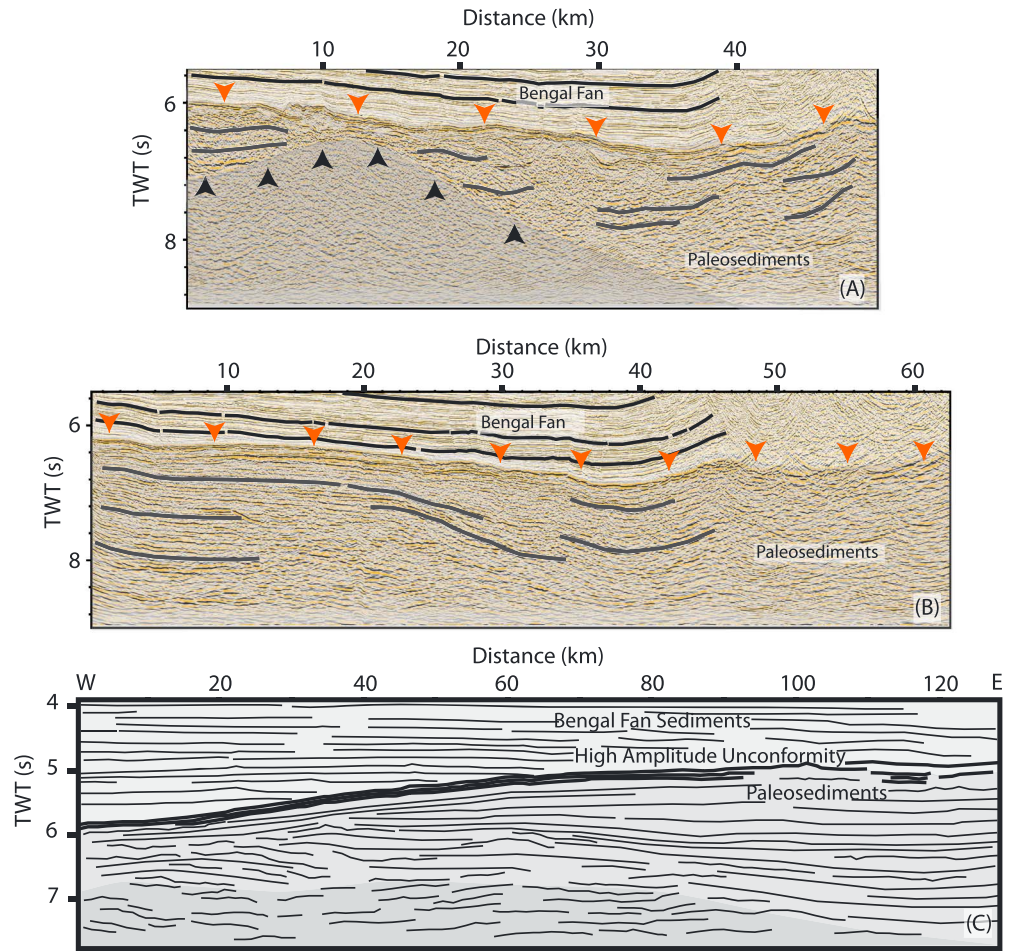 Distance (km)
10 20 30 40
Bengal Fan
6
TWT (s)
8
Paleosediments
(A)
Distance (km)
10 20 30 40 50 60
6
Bengal Fan
TWT (s)
8
Paleosediments
(B)
Distance (km)
W 20 40 60 80 100 120 E
4
Bengal Fan Sediments
High Amplitude Unconformity
5
TWT (s)
Paleosediments
6
7
(C)